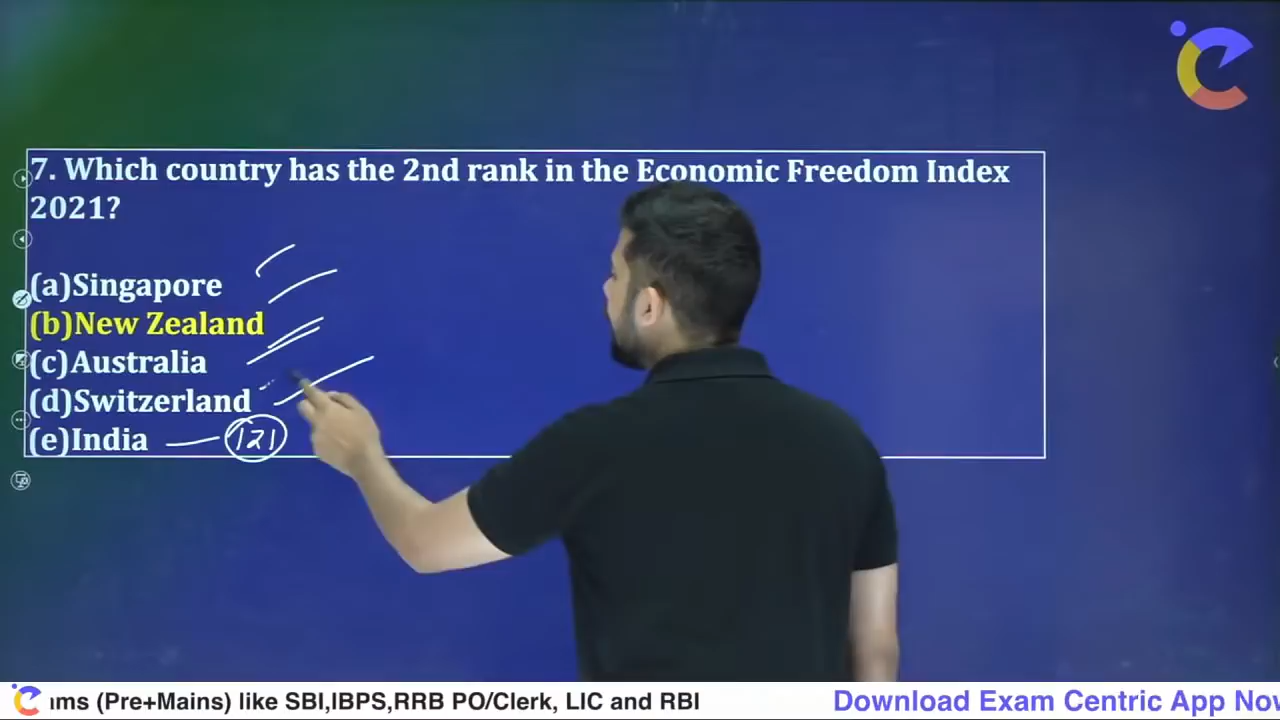 7. Which country has the 2nd rank in the Economic Freedom Index
2021?
(a)Singapore
(b)New Zealand
(c)Australia
(d)Switzerland
(e)India — 121
ms (Pre+Mains) like SBI,IBPS,RRB PO/Clerk, LIC and RBI
Download Exam Centric App Now